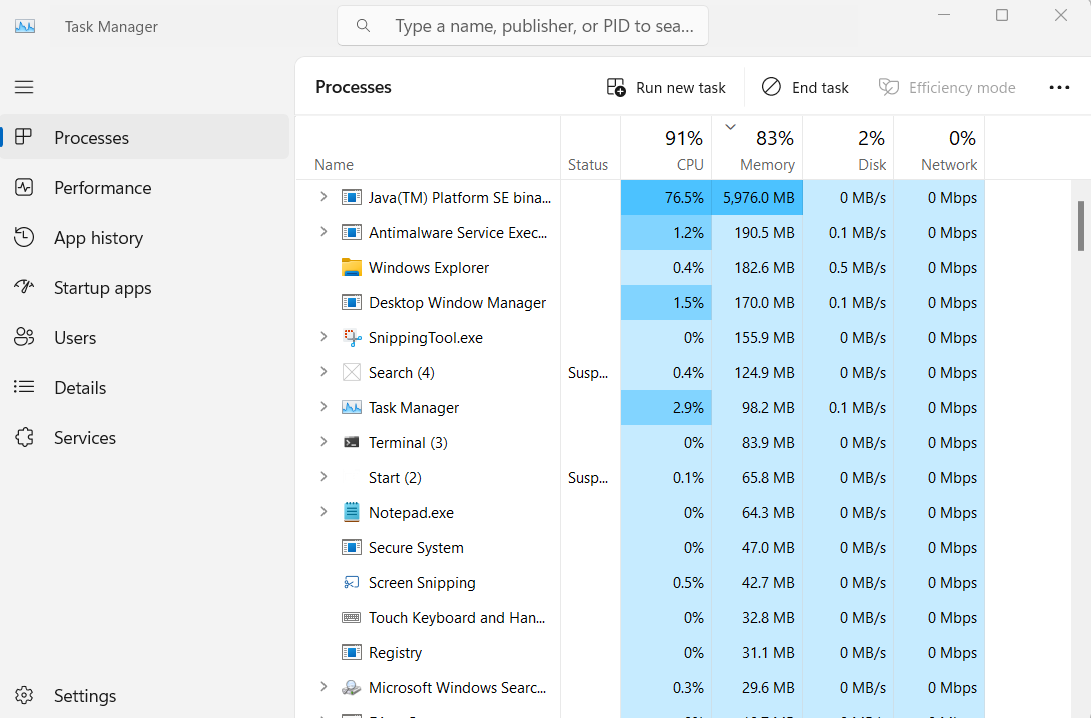 Task Manager
Type a name, publisher, or PID to sea...
Processes
Run new task
End task
Efficiency mode
Processes
Performance
App history
Startup apps
Users
Details
Services
Settings
91% 83% 2% 0%
Name Status CPU Memory Disk Network
Java(TM) Platform SE bina... 76.5% 5,976.0 MB 0 MB/s 0 Mbps
Antimalware Service Exec... 1.2% 190.5 MB 0.1 MB/s 0 Mbps
Windows Explorer 0.4% 182.6 MB 0.5 MB/s 0 Mbps
Desktop Window Manager 1.5% 170.0 MB 0.1 MB/s 0 Mbps
SnippingTool.exe 0% 155.9 MB 0 MB/s 0 Mbps
Search (4) Susp... 0.4% 124.9 MB 0 MB/s 0 Mbps
Task Manager 2.9% 98.2 MB 0.1 MB/s 0 Mbps
Terminal (3) 0% 83.9 MB 0 MB/s 0 Mbps
Start (2) Susp... 0.1% 65.8 MB 0 MB/s 0 Mbps
Notepad.exe 0% 64.3 MB 0 MB/s 0 Mbps
Secure System 0% 47.0 MB 0 MB/s 0 Mbps
Screen Snipping 0.5% 42.7 MB 0 MB/s 0 Mbps
Touch Keyboard and Han... 0% 32.8 MB 0 MB/s 0 Mbps
Registry 0% 31.1 MB 0 MB/s 0 Mbps
Microsoft Windows Searc... 0.3% 29.6 MB 0 MB/s 0 Mbps